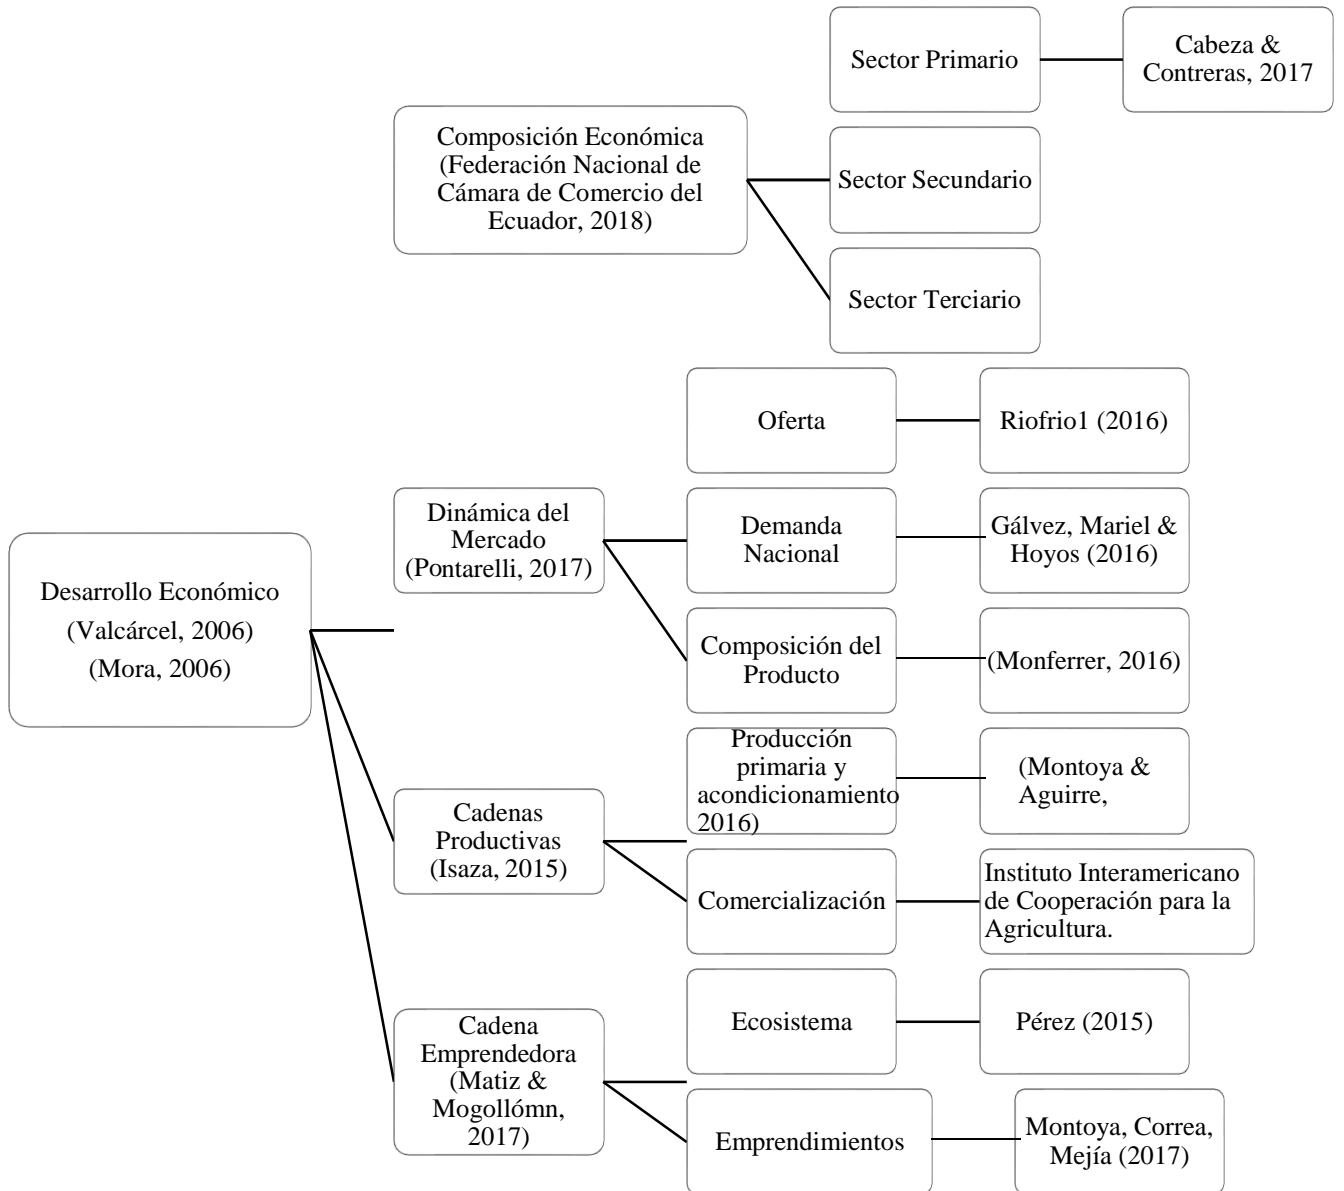 Sector Primario
Cabeza &
Contreras, 2017
Composición Económica
(Federación Nacional de
Cámara de Comercio del
Ecuador, 2018)
Sector Secundario
Sector Terciario
Oferta
Riofrio1 (2016)
Dinámica del
Mercado
(Pontarelli, 2017)
Demanda
Nacional
Gálvez, Mariel &
Hoyos (2016)
Desarrollo Económico
(Valcárcel, 2006)
(Mora, 2006)
Composición del
Producto
(Monferrer, 2016)
Producción
primaria y
acondicionamiento
2016)
(Montoya &
Aguirre,
Cadenas
Productivas
(Isaza, 2015)
Comercialización
Instituto Interamericano
de Cooperación para la
Agricultura.
Ecosistema
Pérez (2015)
Cadena
Emprendedora
(Matiz &
Mogollómn,
2017)
Emprendimientos
Montoya, Correa,
Mejía (2017)